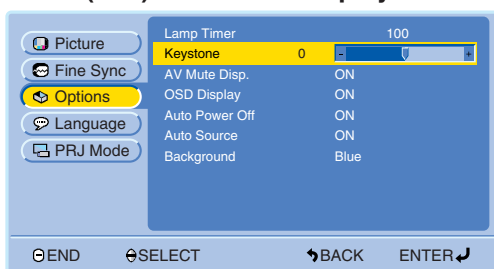 Picture
Fine Sync
Options
Language
PRJ Mode
Lamp Timer 100
Keystone 0 - +
AV Mute Disp. ON
OSD Display ON
Auto Power Off ON
Auto Source ON
Background Blue
END SELECT BACK ENTER